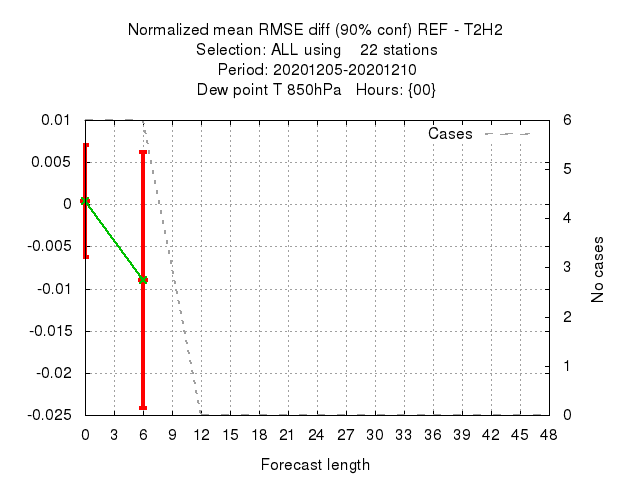 Normalized mean RMSE diff (90% conf) REF - T2H2
Selection: ALL using 22 stations
Period: 20201205-20201210
Dew point T 850hPa Hours: {00}
Cases
0.01
0.005
0
-0.005
-0.01
-0.015
-0.02
-0.025
6
5
4
3
2
1
0
No cases
0 3 6 9 12 15 18 21 24 27 30 33 36 39 42 45 48
Forecast length